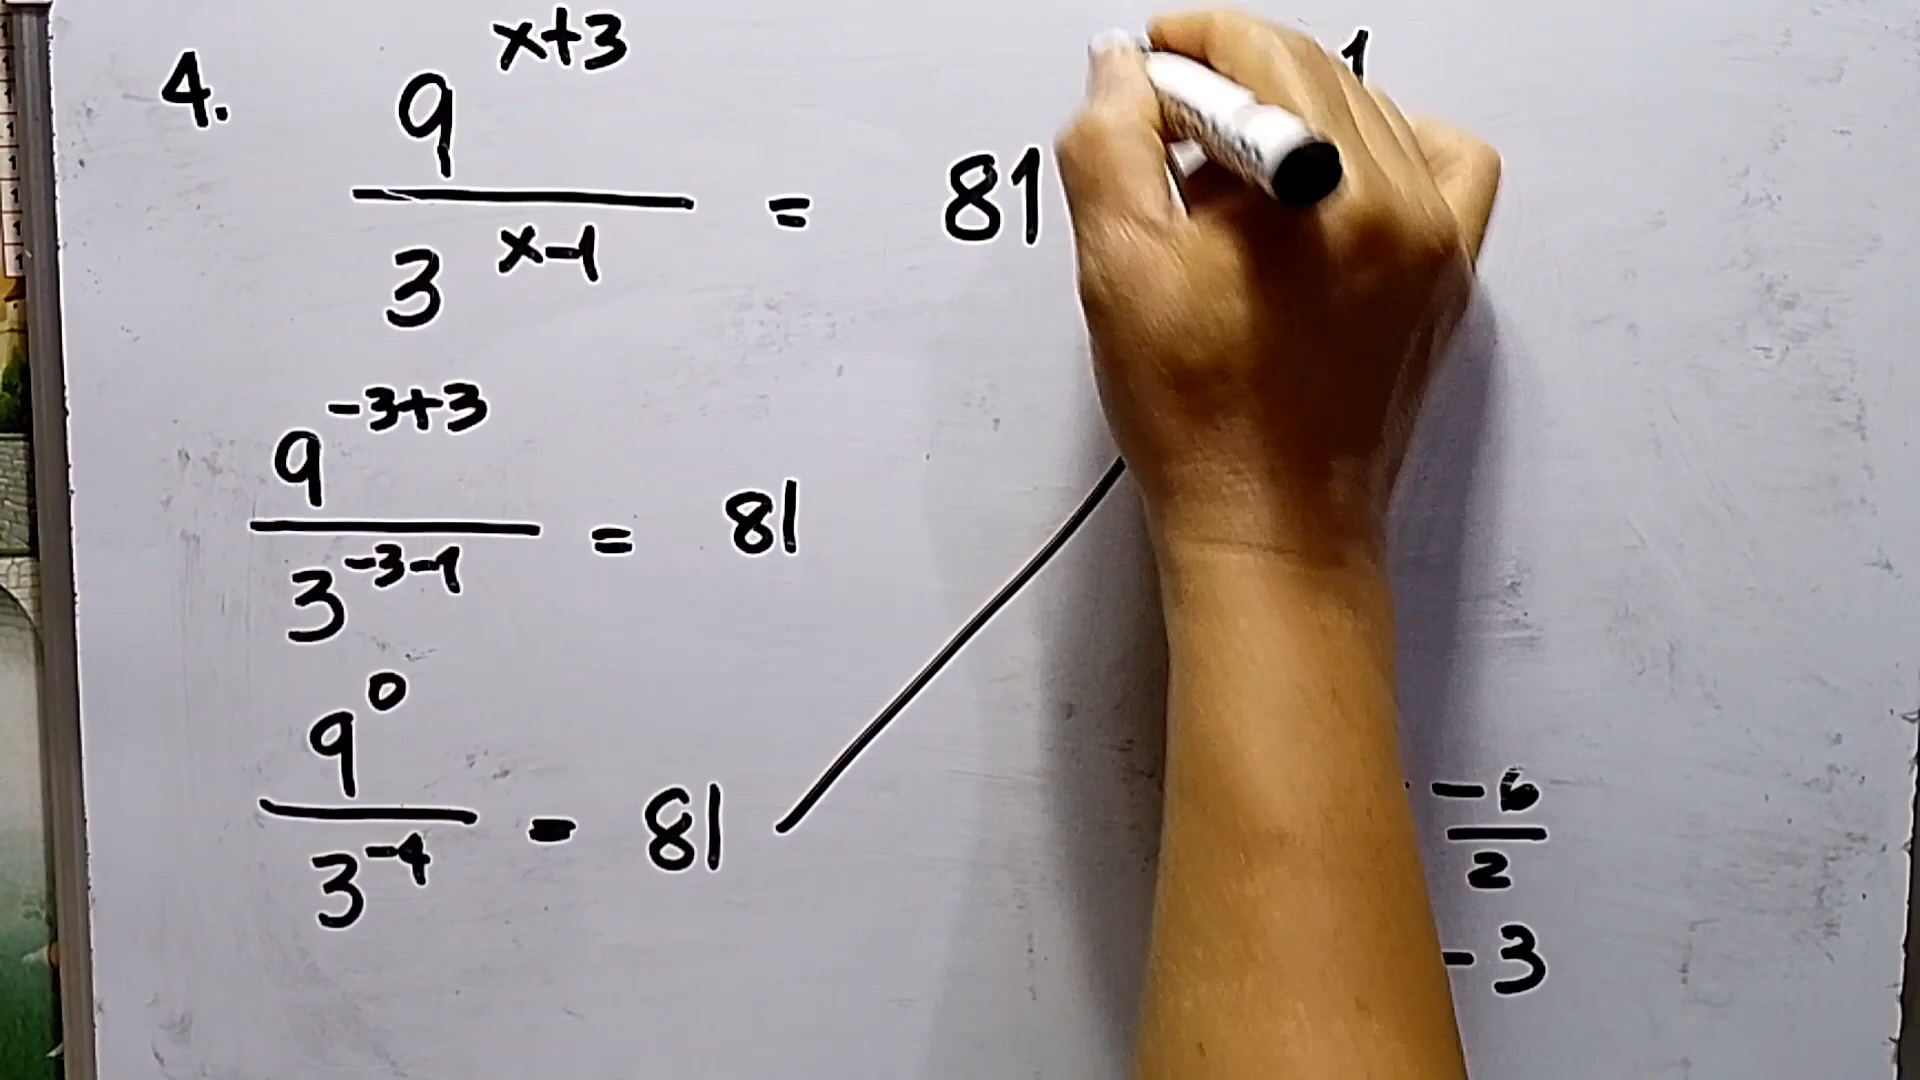 4. 9^(x+3) / 3^(x-1) = 81
9^(-3+3) / 3^(-3-1) = 81
9^0 / 3^(-4) = 81
1
-6 / 2
-3